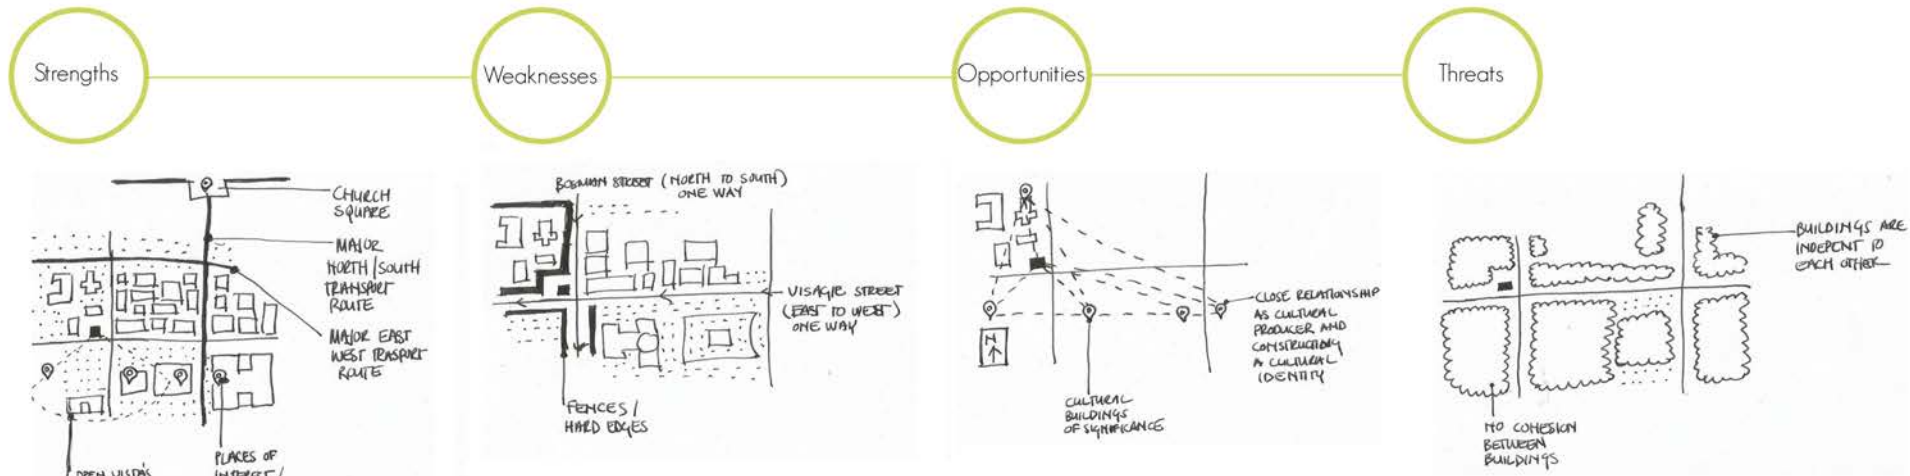 Strengths
Weaknesses
Opportunities
Threats
CHURCH
SQUARE
MAJOR
NORTH/SOUTH
TRANSPORT
ROUTE
MAJOR EAST
WEST TRASPORT
ROUTE
OPEN VISTA'S
PLACES OF
INTEREST/
BOSMAN STREET (NORTH TO SOUTH)
ONE WAY
VISAGIE STREET
(EAST TO WEST)
ONE WAY
FENCES/
HARD EDGES
N
CLOSE RELATIONSHIP
AS CULTURAL
PRODUCER AND
CONSTRUCTING
A CULTURAL
IDENTITY
CULTURAL
BUILDINGS
OF SIGNIFICANCE
BUILDINGS ARE
INDEPENT TO
EACH OTHER
NO COHESION
BETWEEN
BUILDINGS